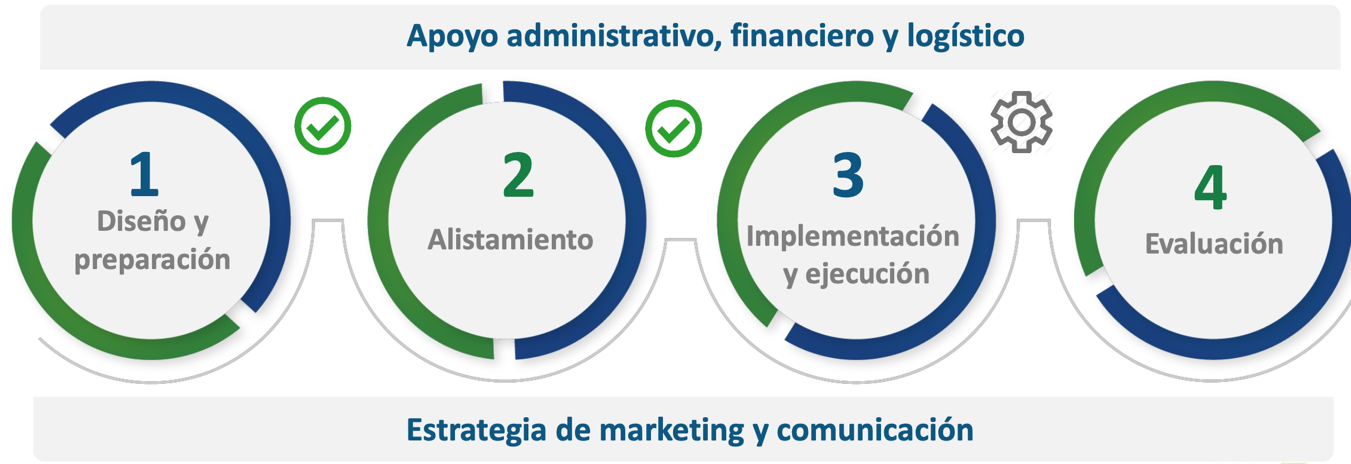 Apoyo administrativo, financiero y logístico
1
Diseño y
preparación
2
Alistamiento
3
Implementación
y ejecución
4
Evaluación
Estrategia de marketing y comunicación